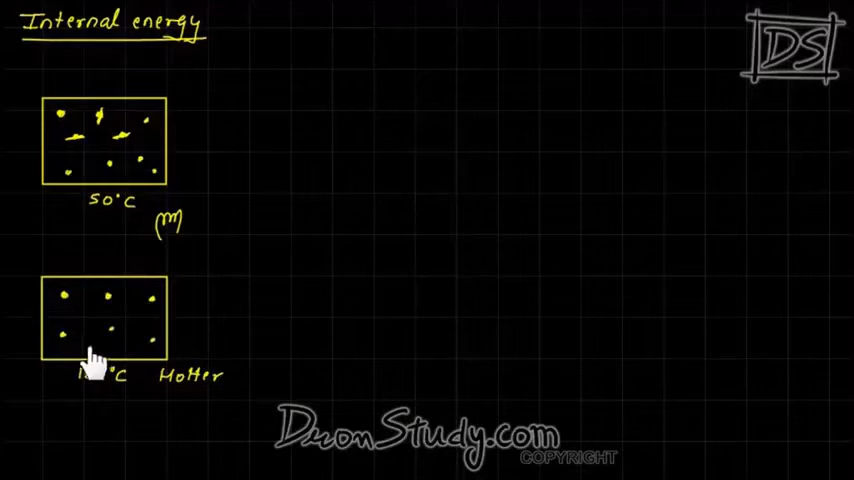 Internal energy
DS
50°C
(m)
°C Hotter
DronStudy.com
COPYRIGHT